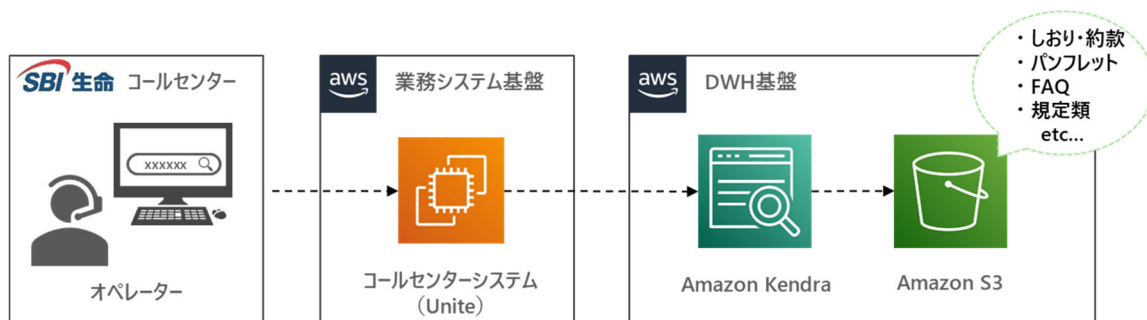 SBI生命 コールセンター
xxxxxx
オペレーター
aws 業務システム基盤
コールセンターシステム
（Unite）
aws DWH基盤
Amazon Kendra
Amazon S3
・しおり・約款
・パンフレット
・FAQ
・規定類
etc...